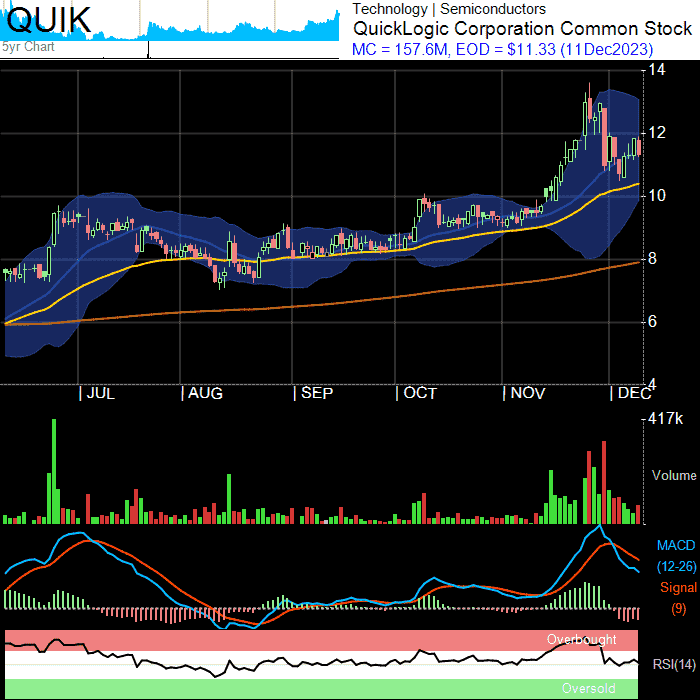 QUIK
5yr Chart
Technology | Semiconductors
QuickLogic Corporation Common Stock
MC = 157.6M, EOD = $11.33 (11Dec2023)
14
12
10
8
6
4
| JUL | AUG | SEP | OCT | NOV | DEC
417k
Volume
MACD
(12-26)
Signal
(9)
Overbought
RSI(14)
Oversold